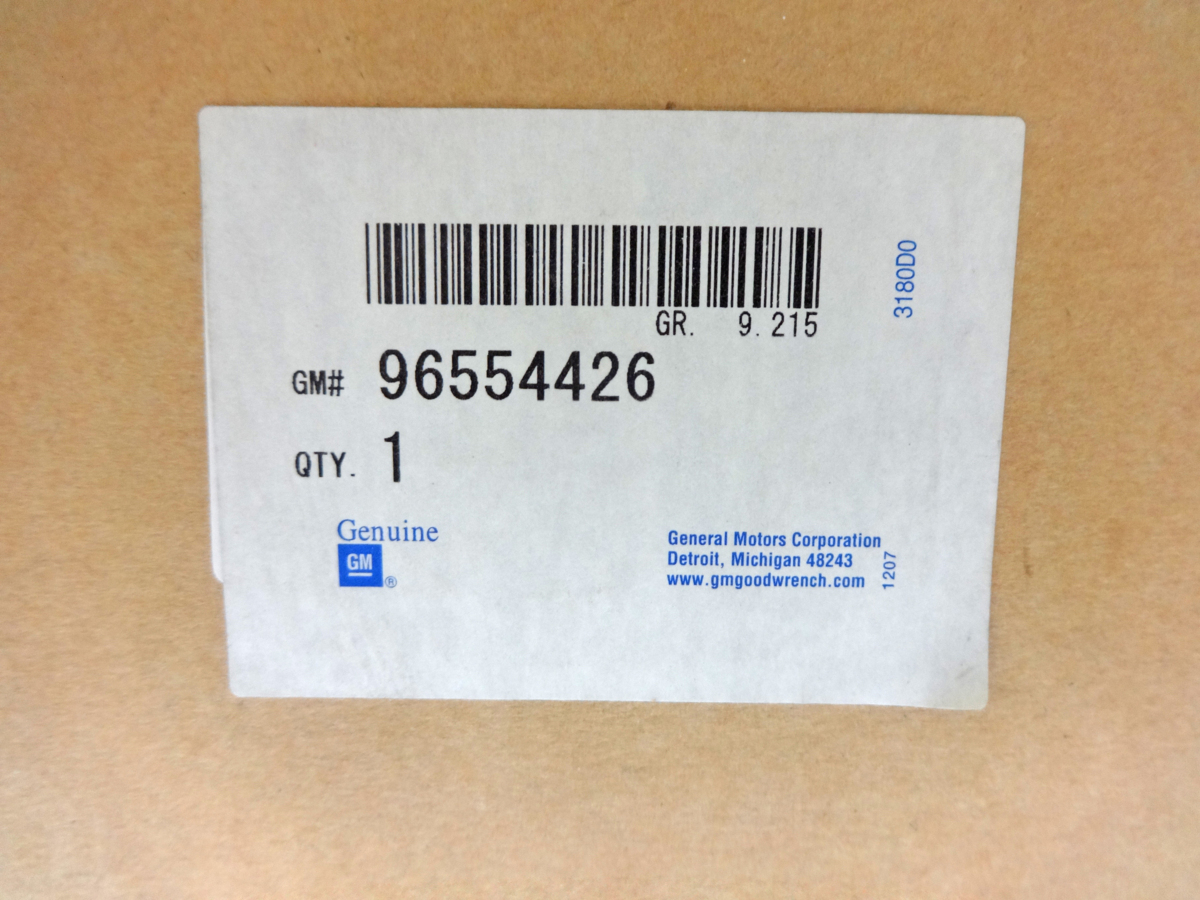 3180D0
GR. 9.215
GM# 96554426
QTY. 1
Genuine
GM
®
General Motors Corporation
Detroit, Michigan 48243
www.gmgoodwrench.com
1207